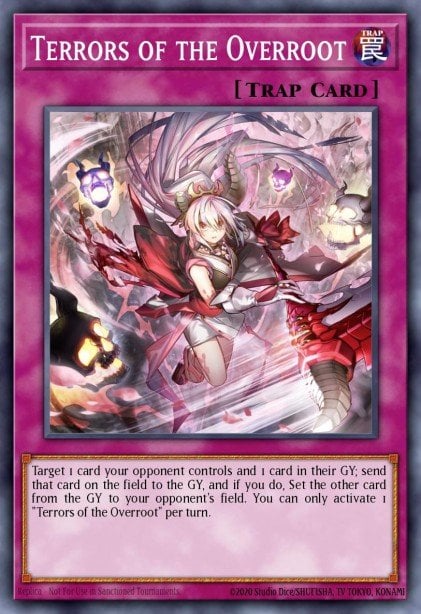 TERRORS OF THE OVERROOT
TRAP
罠
[TRAP CARD]
Target 1 card your opponent controls and 1 card in their GY; send
that card on the field to the GY, and if you do, Set the other card
from the GY to your opponent's field. You can only activate 1
"Terrors of the Overroot" per turn.
Replica - Not For Use in Sanctioned Tournaments
©2020 Studio Dice/SHUEISHA, TV TOKYO, KONAMI